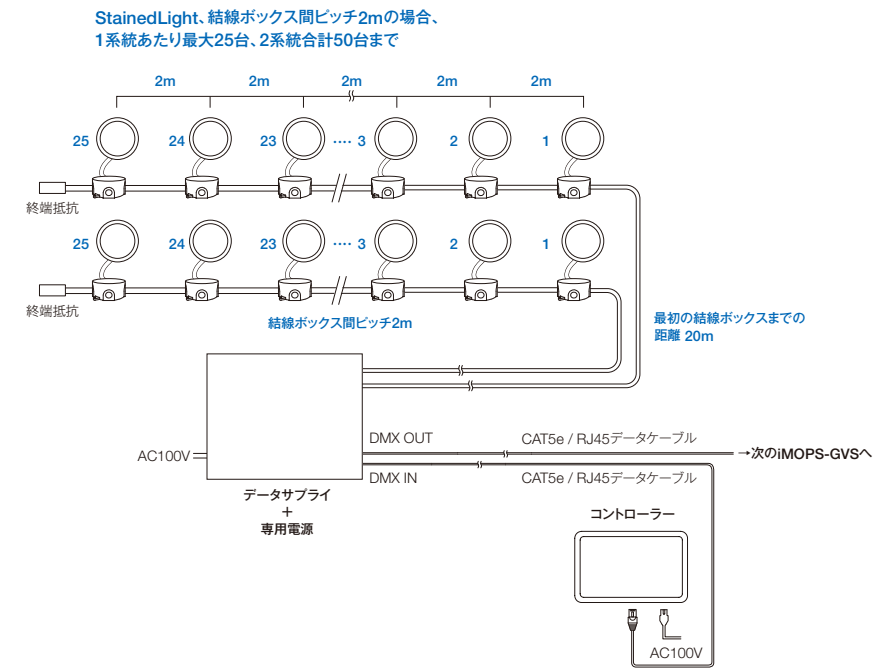 StainedLight、結線ボックス間ピッチ2mの場合、
1系統あたり最大25台、2系統合計50台まで
2m 2m 2m 2m 2m
25 24 23 ···· 3 2 1
終端抵抗
25 24 23 ···· 3 2 1
終端抵抗
結線ボックス間ピッチ2m
最初の結線ボックスまでの
距離 20m
DMX OUT CAT5e / RJ45データケーブル
AC100V →次のiMOPS-GVSへ
DMX IN CAT5e / RJ45データケーブル
データサプライ
+
専用電源
コントローラー
AC100V